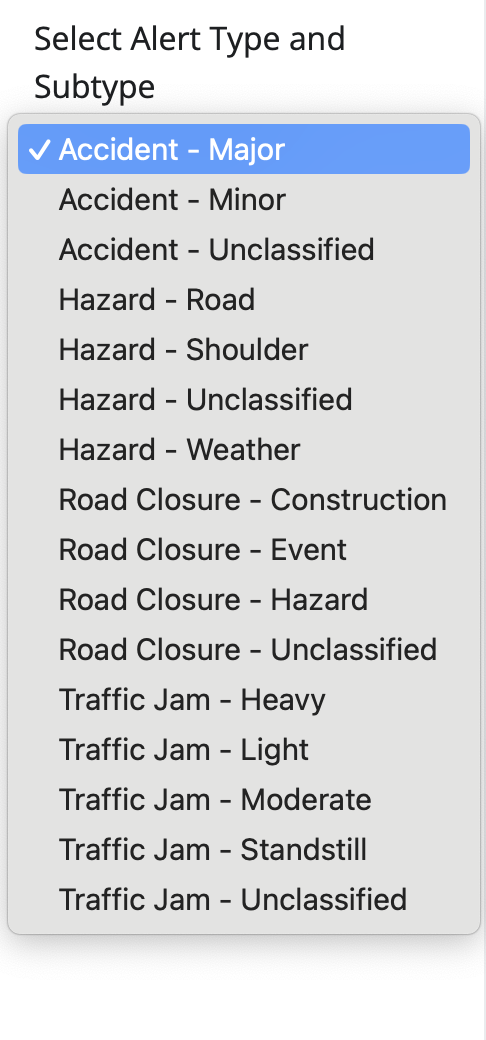 Select Alert Type and
Subtype
✓ Accident - Major
Accident - Minor
Accident - Unclassified
Hazard - Road
Hazard - Shoulder
Hazard - Unclassified
Hazard - Weather
Road Closure - Construction
Road Closure - Event
Road Closure - Hazard
Road Closure - Unclassified
Traffic Jam - Heavy
Traffic Jam - Light
Traffic Jam - Moderate
Traffic Jam - Standstill
Traffic Jam - Unclassified